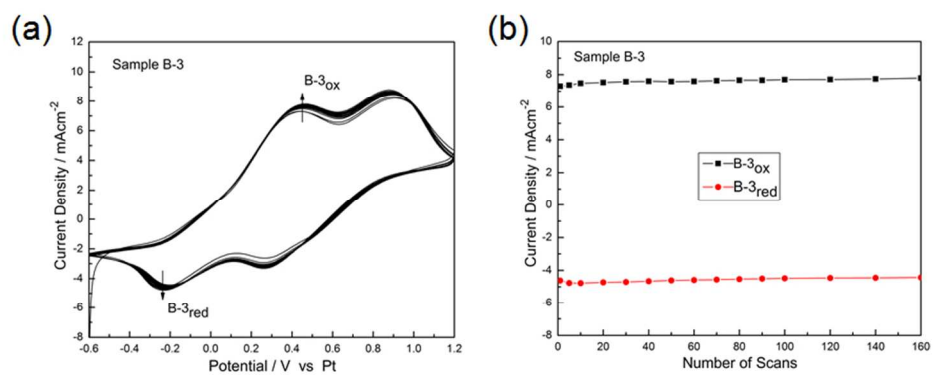 (a)
Sample B-3
B-3ox
B-3red
Current Density / mAcm-2
10
8
6
4
2
0
-2
-4
-6
-8
-0.6 -0.4 -0.2 0.0 0.2 0.4 0.6 0.8 1.0 1.2
Potential / V vs Pt
(b)
Sample B-3
B-3ox
B-3red
Current Density / mAcm-2
10
8
6
4
2
0
-2
-4
-6
-8
0 20 40 60 80 100 120 140 160
Number of Scans